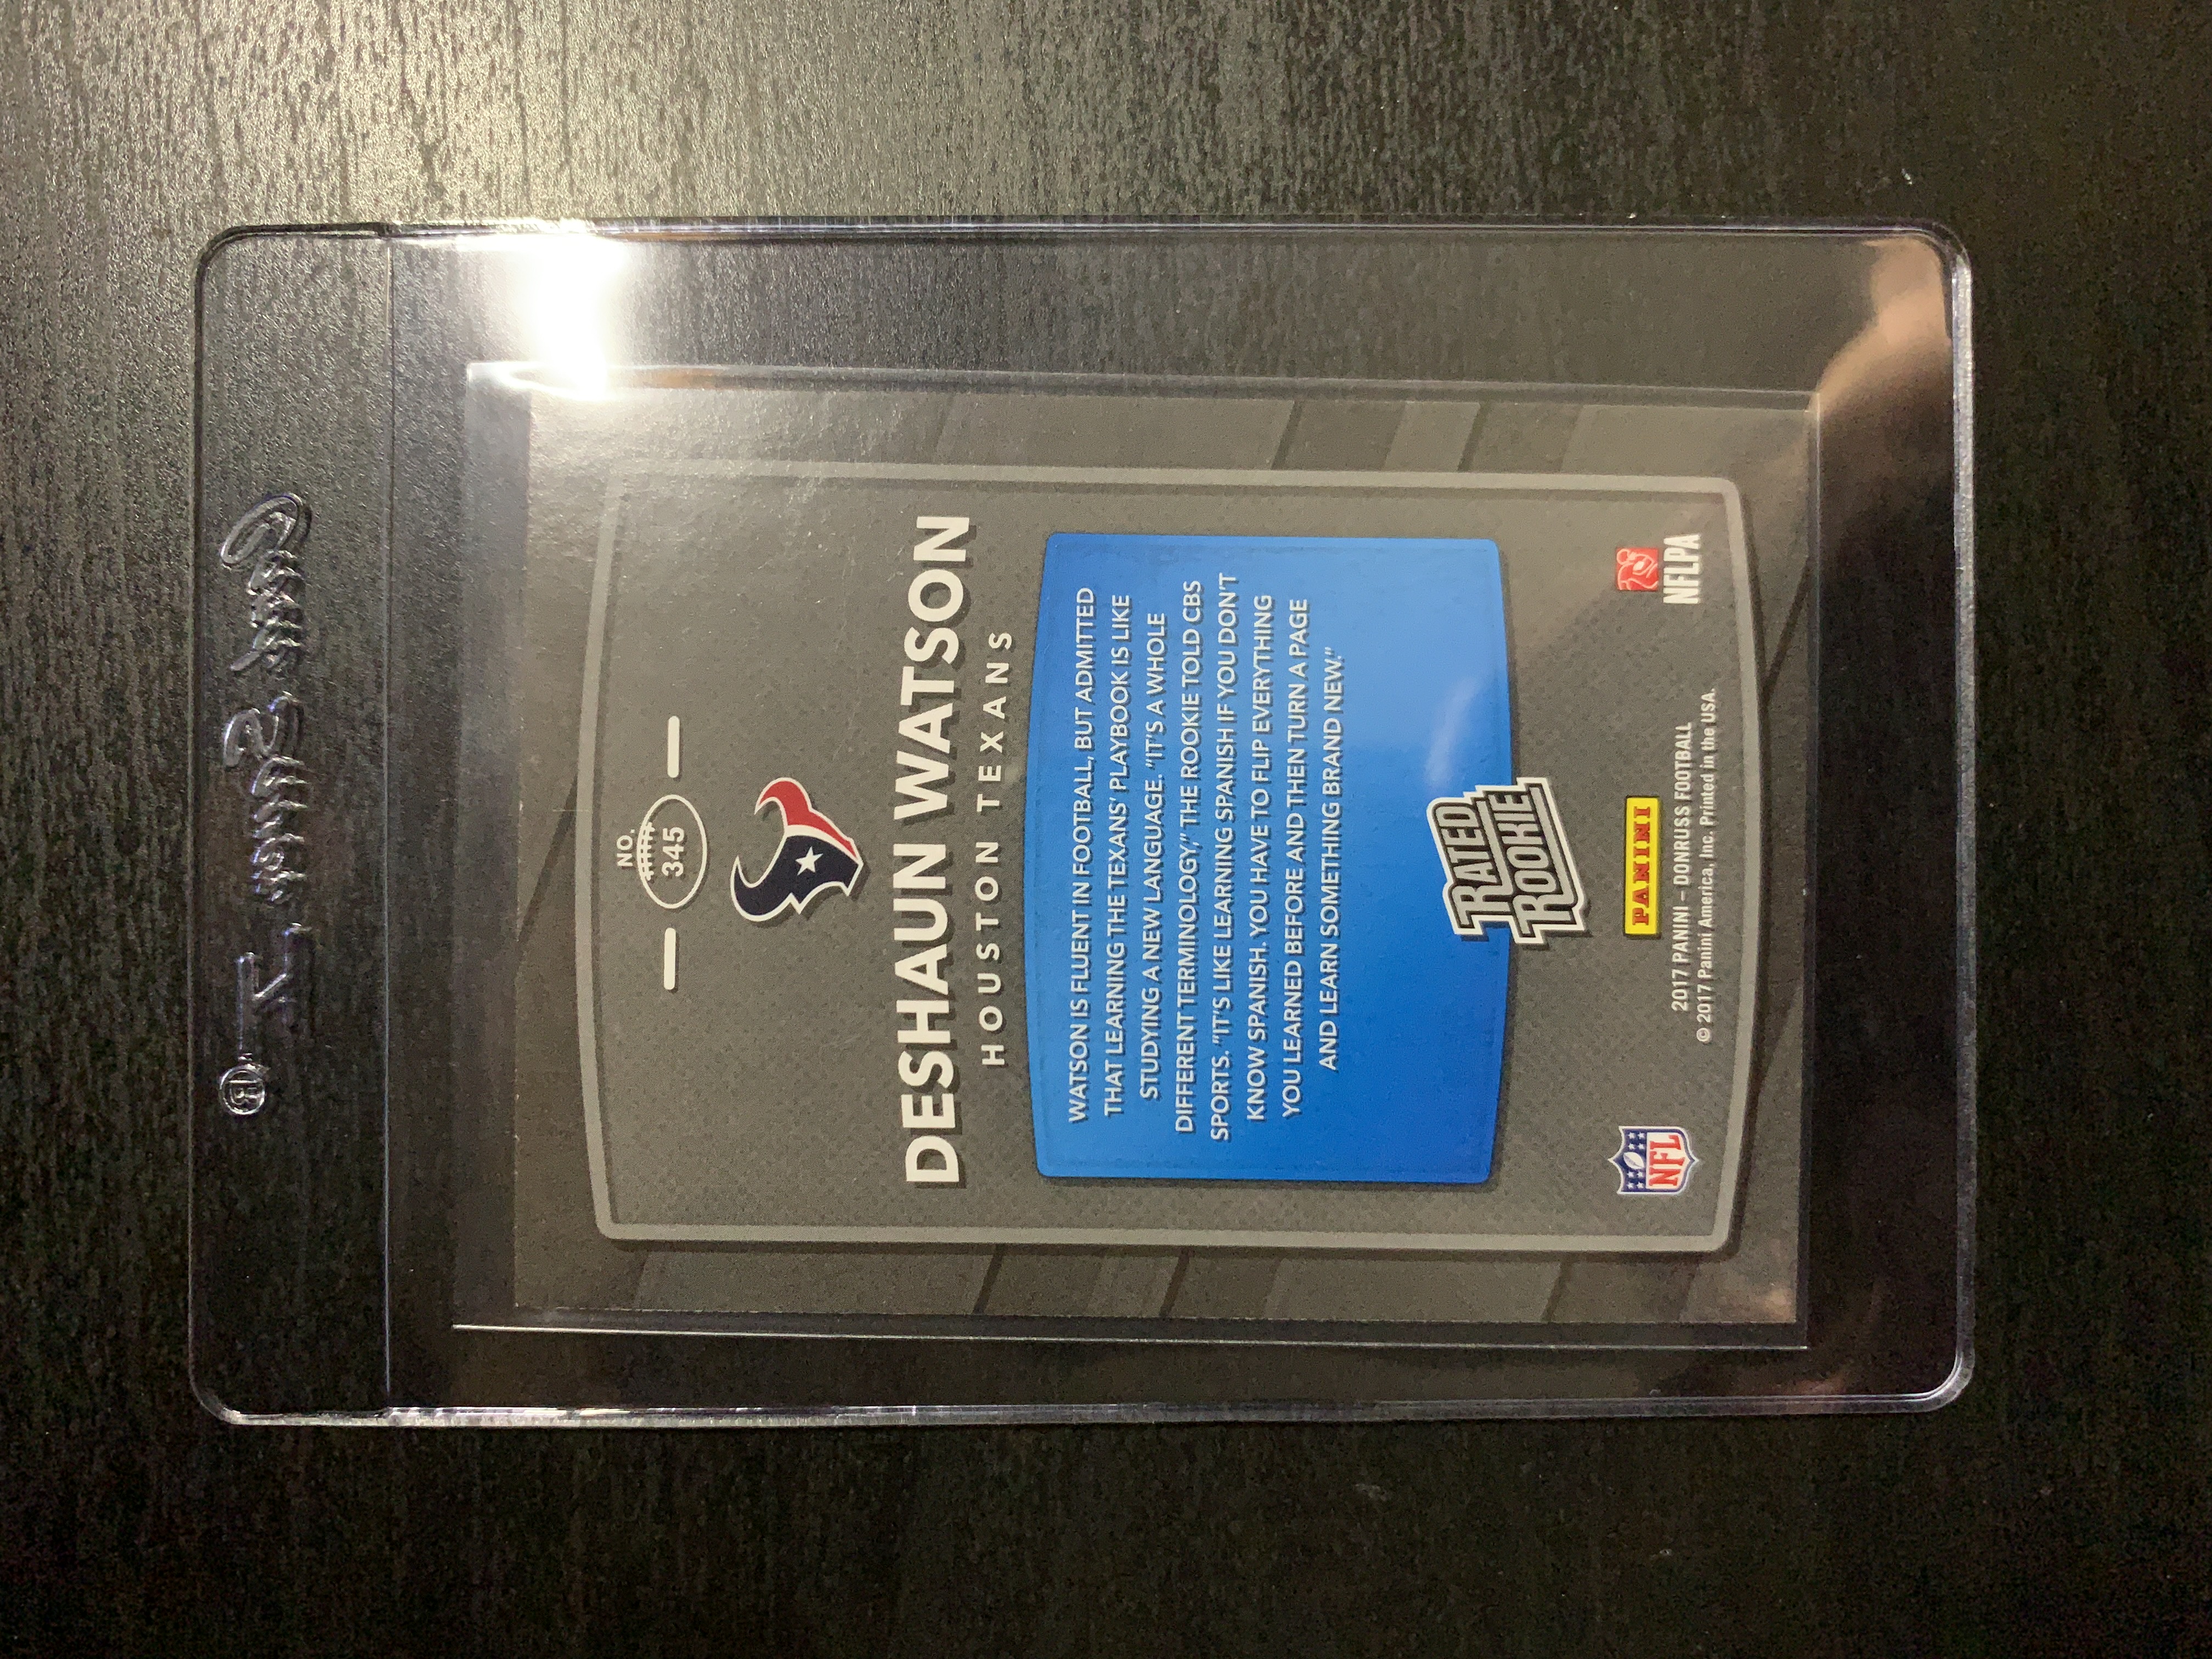 Card Saver I®
NO.
345
DESHAUN WATSON
HOUSTON TEXANS
WATSON IS FLUENT IN FOOTBALL, BUT ADMITTED
THAT LEARNING THE TEXANS' PLAYBOOK IS LIKE
STUDYING A NEW LANGUAGE. "IT'S A WHOLE
DIFFERENT TERMINOLOGY," THE ROOKIE TOLD CBS
SPORTS. "IT'S LIKE LEARNING SPANISH IF YOU DON'T
KNOW SPANISH. YOU HAVE TO FLIP EVERYTHING
YOU LEARNED BEFORE AND THEN TURN A PAGE
AND LEARN SOMETHING BRAND NEW."
RATED
ROOKIE
NFL
PANINI
NFLPA
2017 PANINI – DONRUSS FOOTBALL
© 2017 Panini America, Inc. Printed in the USA.